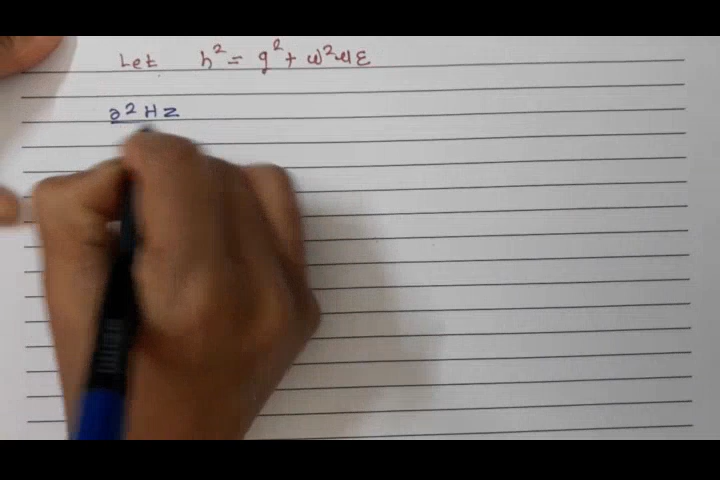 Let h² = g² + ω²με
∂²Hz